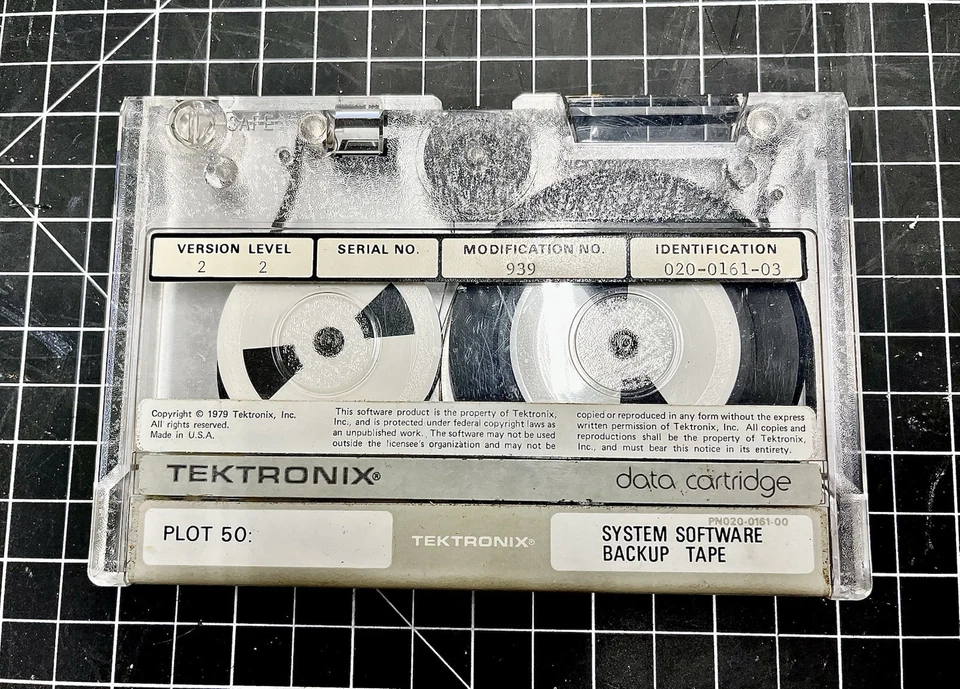 SAFE
VERSION LEVEL SERIAL NO. MODIFICATION NO. IDENTIFICATION
2 2 939 020-0161-03
Copyright © 1979 Tektronix, Inc.
All rights reserved.
Made in U.S.A.
This software product is the property of Tektronix,
Inc., and is protected under federal copyright laws as
an unpublished work. The software may not be used
outside the licensee's organization and may not be
copied or reproduced in any form without the express
written permission of Tektronix, Inc. All copies and
reproductions shall be the property of Tektronix,
Inc., and must bear this notice in its entirety.
TEKTRONIX® data cartridge
PLOT 50:
TEKTRONIX®
PN020-0161-00
SYSTEM SOFTWARE
BACKUP TAPE